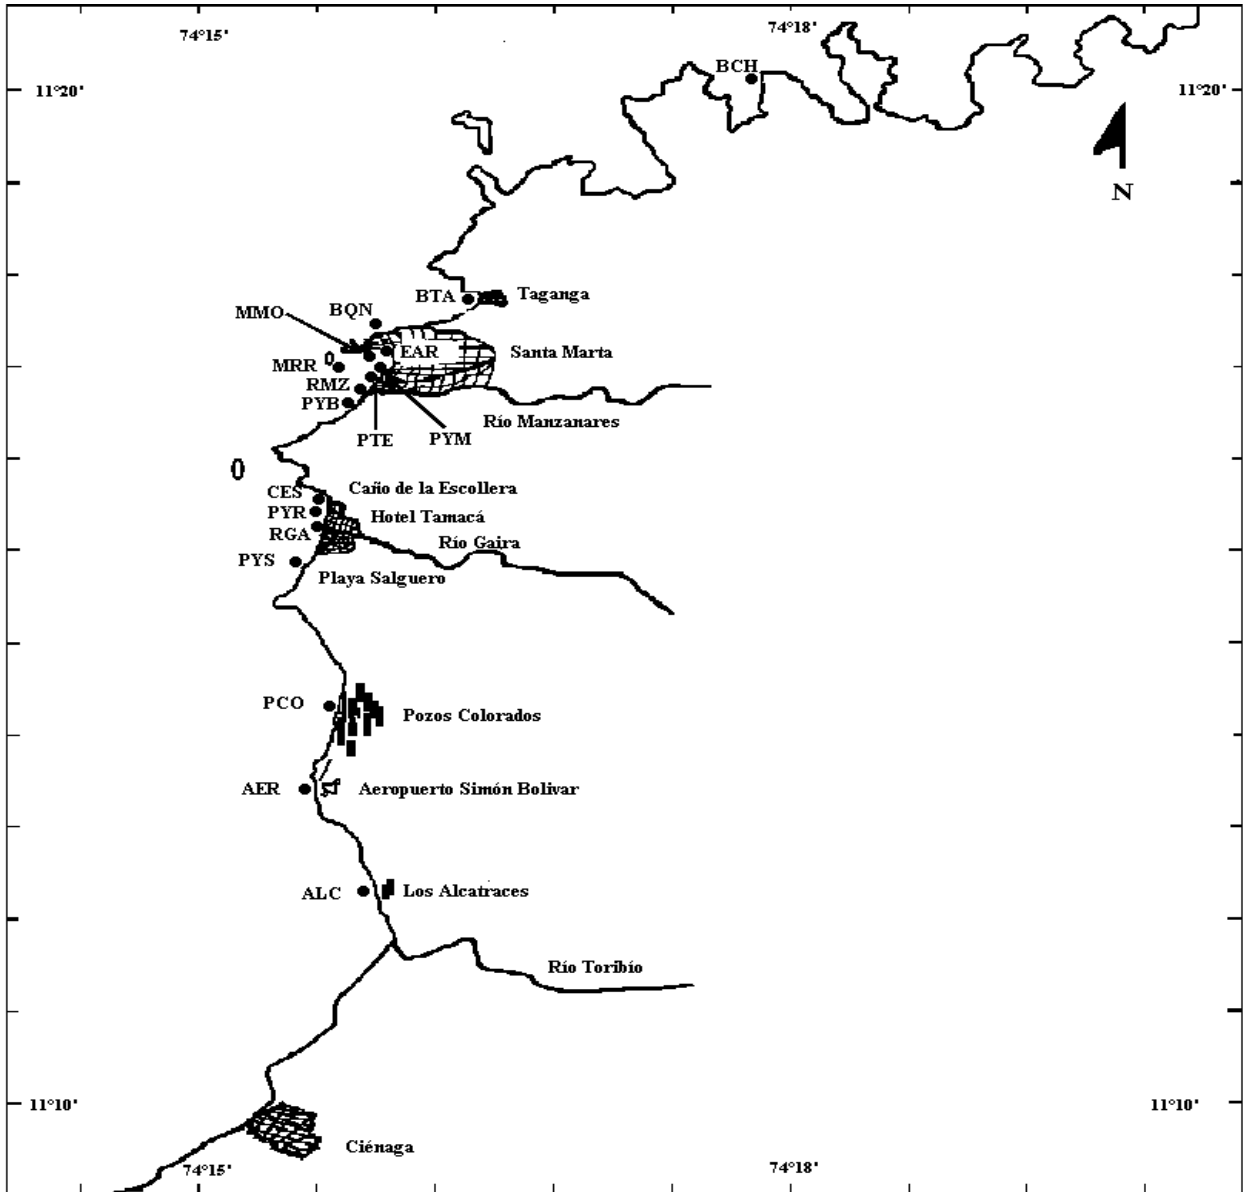 74°15'
74°18'
BCH
11°20'
11°20'
N
BTA
Taganga
BQN
MMO
EAR
Santa Marta
MRR
RMZ
PYB
Río Manzanares
PTE
PYM
CES
Caño de la Escollera
PYR
Hotel Tamacá
RGA
Río Gaira
PYS
Playa Salguero
PCO
Pozos Colorados
AER
Aeropuerto Simón Bolivar
ALC
Los Alcatraces
Río Toribío
11°10'
11°10'
Ciénaga
74°15'
74°18'